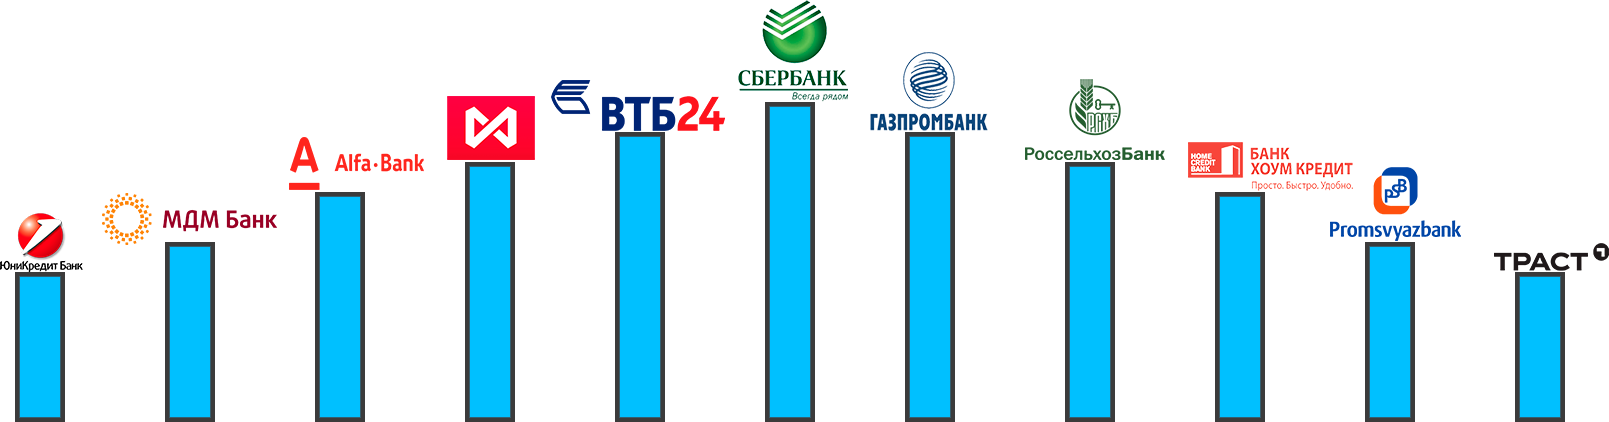 ЮниКредит Банк
МДМ Банк
А
Alfa·Bank
ВТБ24
СБЕРБАНК
Всегда рядом
ГАЗПРОМБАНК
РСХБ
РоссельхозБанк
HOME
CREDIT
BANK
БАНК
ХОУМ КРЕДИТ
Просто. Быстро. Удобно.
PSB
Promsvyazbank
ТРАСТ